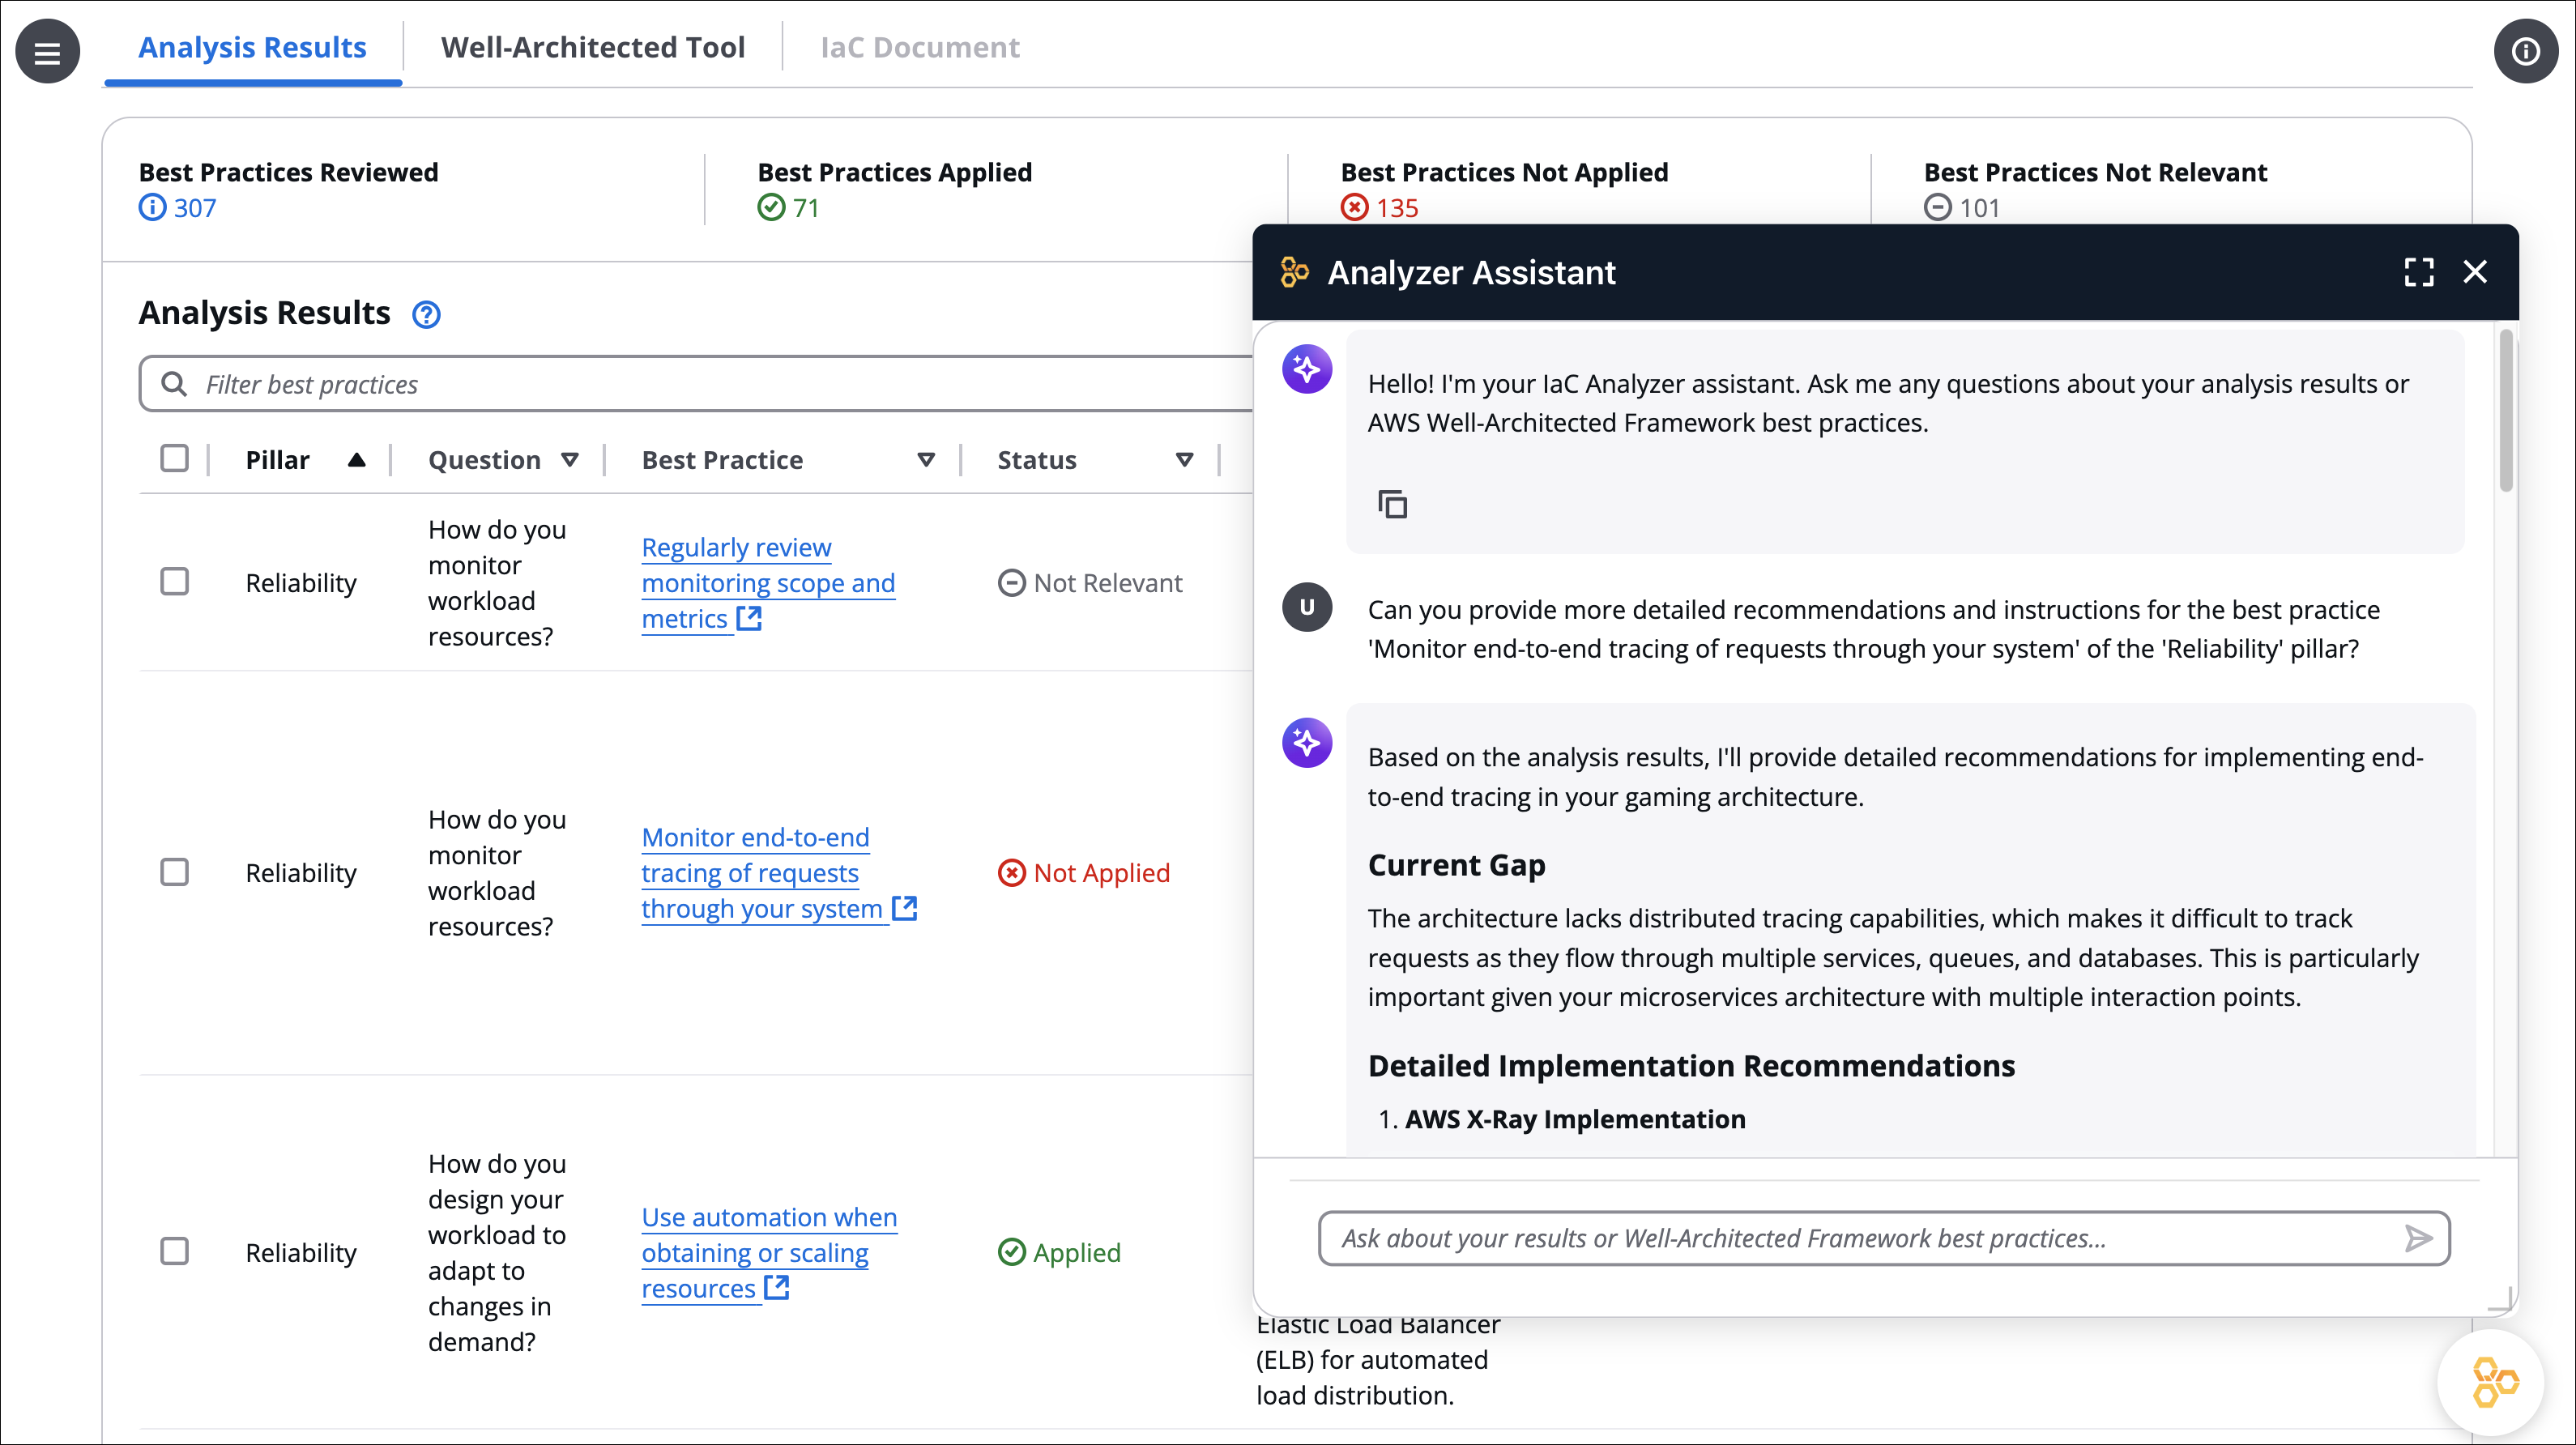 Analysis Results
Well-Architected Tool
IaC Document
Best Practices Reviewed
307
Best Practices Applied
71
Best Practices Not Applied
135
Best Practices Not Relevant
101
Analysis Results
Filter best practices
Pillar
Question
Best Practice
Status
Reliability
How do you
monitor
workload
resources?
Regularly review
monitoring scope and
metrics
Not Relevant
Reliability
How do you
monitor
workload
resources?
Monitor end-to-end
tracing of requests
through your system
Not Applied
Reliability
How do you
design your
workload to
adapt to
changes in
demand?
Use automation when
obtaining or scaling
resources
Applied
Elastic Load Balancer
(ELB) for automated
load distribution.
Analyzer Assistant
Hello! I'm your IaC Analyzer assistant. Ask me any questions about your analysis results or
AWS Well-Architected Framework best practices.
U
Can you provide more detailed recommendations and instructions for the best practice
'Monitor end-to-end tracing of requests through your system' of the 'Reliability' pillar?
Based on the analysis results, I'll provide detailed recommendations for implementing end-
to-end tracing in your gaming architecture.
Current Gap
The architecture lacks distributed tracing capabilities, which makes it difficult to track
requests as they flow through multiple services, queues, and databases. This is particularly
important given your microservices architecture with multiple interaction points.
Detailed Implementation Recommendations
1. AWS X-Ray Implementation
Ask about your results or Well-Architected Framework best practices...